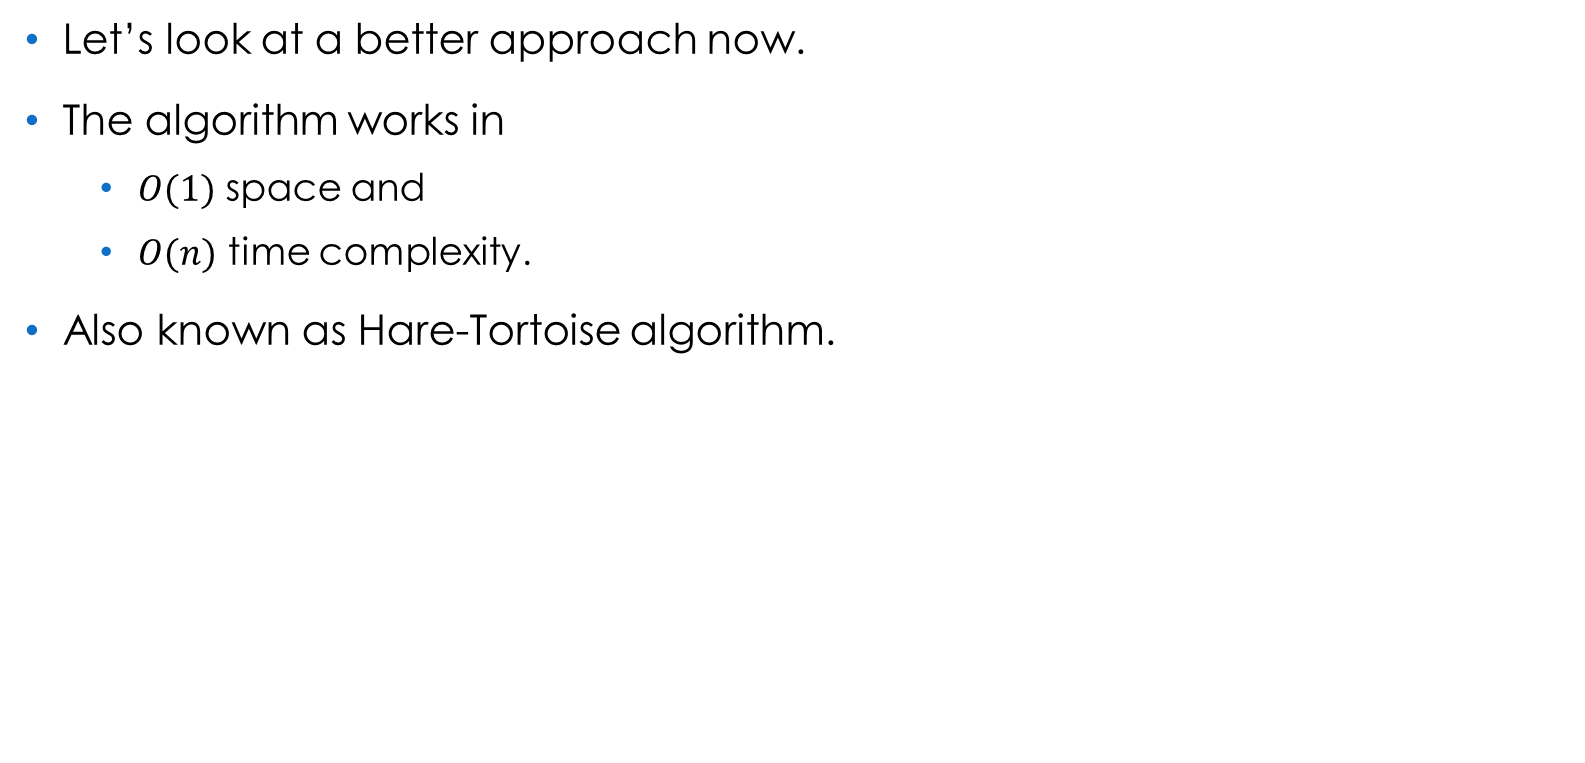 • Let’s look at a better approach now.
• The algorithm works in
• O(1) space and
• O(n) time complexity.
• Also known as Hare-Tortoise algorithm.